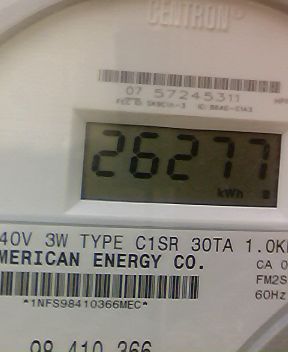 CENTRON
07 57245311
26277
kWh
40V 3W TYPE C1SR 30TA 1.0K
MERICAN ENERGY CO.
CA 0
FM2S
60Hz
*1NFS98410366MEC*
98 410 366